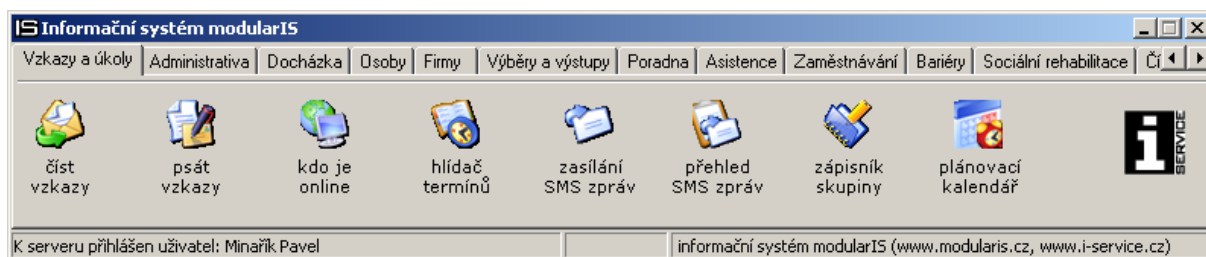 IS Informační systém modularIS
Vzkazy a úkoly Administrativa Docházka Osoby Firmy Výběry a výstupy Poradna Asistence Zaměstnávání Bariéry Sociální rehabilitace
číst vzkazy
psát vzkazy
kdo je online
hlídač termínů
zasílání SMS zpráv
přehled SMS zpráv
zápisník skupiny
plánovací kalendář
i SERVICE
K serveru přihlášen uživatel: Minařík Pavel
informační systém modularIS (www.modularis.cz, www.i-service.cz)